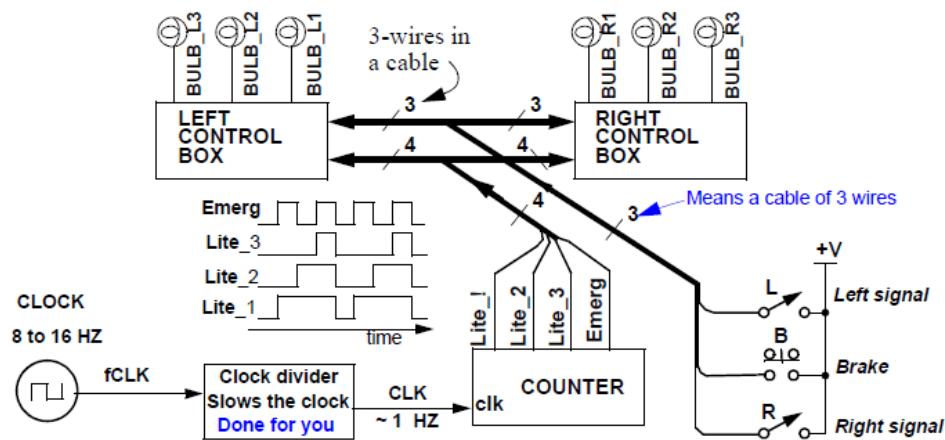 BULB_L3
BULB_L2
BULB_L1
3-wires in
a cable
BULB_R1
BULB_R2
BULB_R3
LEFT
CONTROL
BOX
3
3
RIGHT
CONTROL
BOX
4
4
4
3
Means a cable of 3 wires
Emerg
Lite_3
Lite_2
Lite_1
time
+V
L
Left signal
B
Brake
R
Right signal
CLOCK
8 to 16 HZ
fCLK
Clock divider
Slows the clock
Done for you
CLK
~ 1 HZ
Lite_!
Lite_2
Lite_3
Emerg
clk
COUNTER